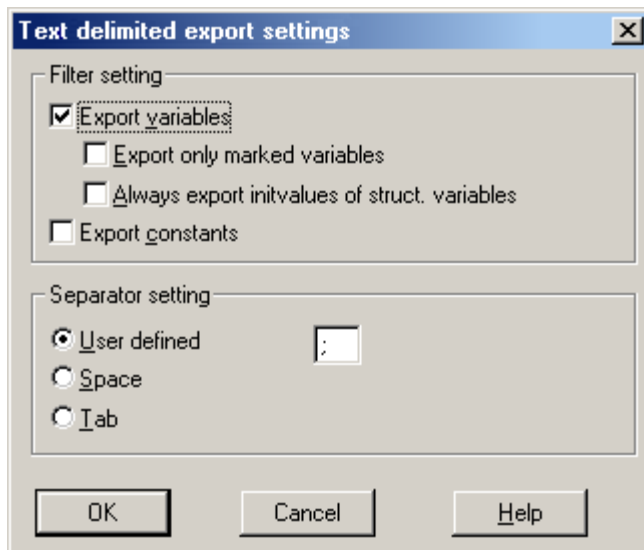 Text delimited export settings
Filter setting
Export variables
Export only marked variables
Always export initvalues of struct. variables
Export constants
Separator setting
User defined ;
Space
Tab
OK Cancel Help